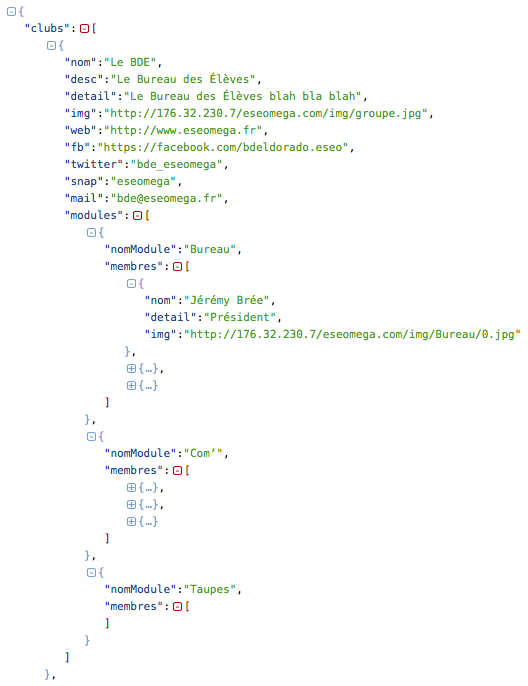 {
"clubs":[
{
"nom":"Le BDE",
"desc":"Le Bureau des Élèves",
"detail":"Le Bureau des Élèves blah bla blah",
"img":"http://176.32.230.7/eseomega.com/img/groupe.jpg",
"web":"http://www.eseomega.fr",
"fb":"https://facebook.com/bdeldorado.eseo",
"twitter":"bde_eseomega",
"snap":"eseomega",
"mail":"bde@eseomega.fr",
"modules":[
{
"nomModule":"Bureau",
"membres":[
{
"nom":"Jérémy Brée",
"detail":"Président",
"img":"http://176.32.230.7/eseomega.com/img/Bureau/0.jpg"
},
{…},
{…}
]
},
{
"nomModule":"Com’",
"membres":[
{…},
{…},
{…}
]
},
{
"nomModule":"Taupes",
"membres":[
]
}
]
},